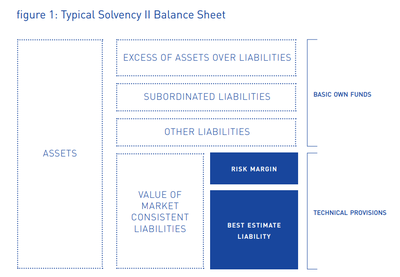 figure 1: Typical Solvency II Balance Sheet
EXCESS OF ASSETS OVER LIABILITIES
SUBORDINATED LIABILITIES
BASIC OWN FUNDS
OTHER LIABILITIES
ASSETS
RISK MARGIN
VALUE OF
MARKET
CONSISTENT
LIABILITIES
BEST ESTIMATE
LIABILITY
TECHNICAL PROVISIONS